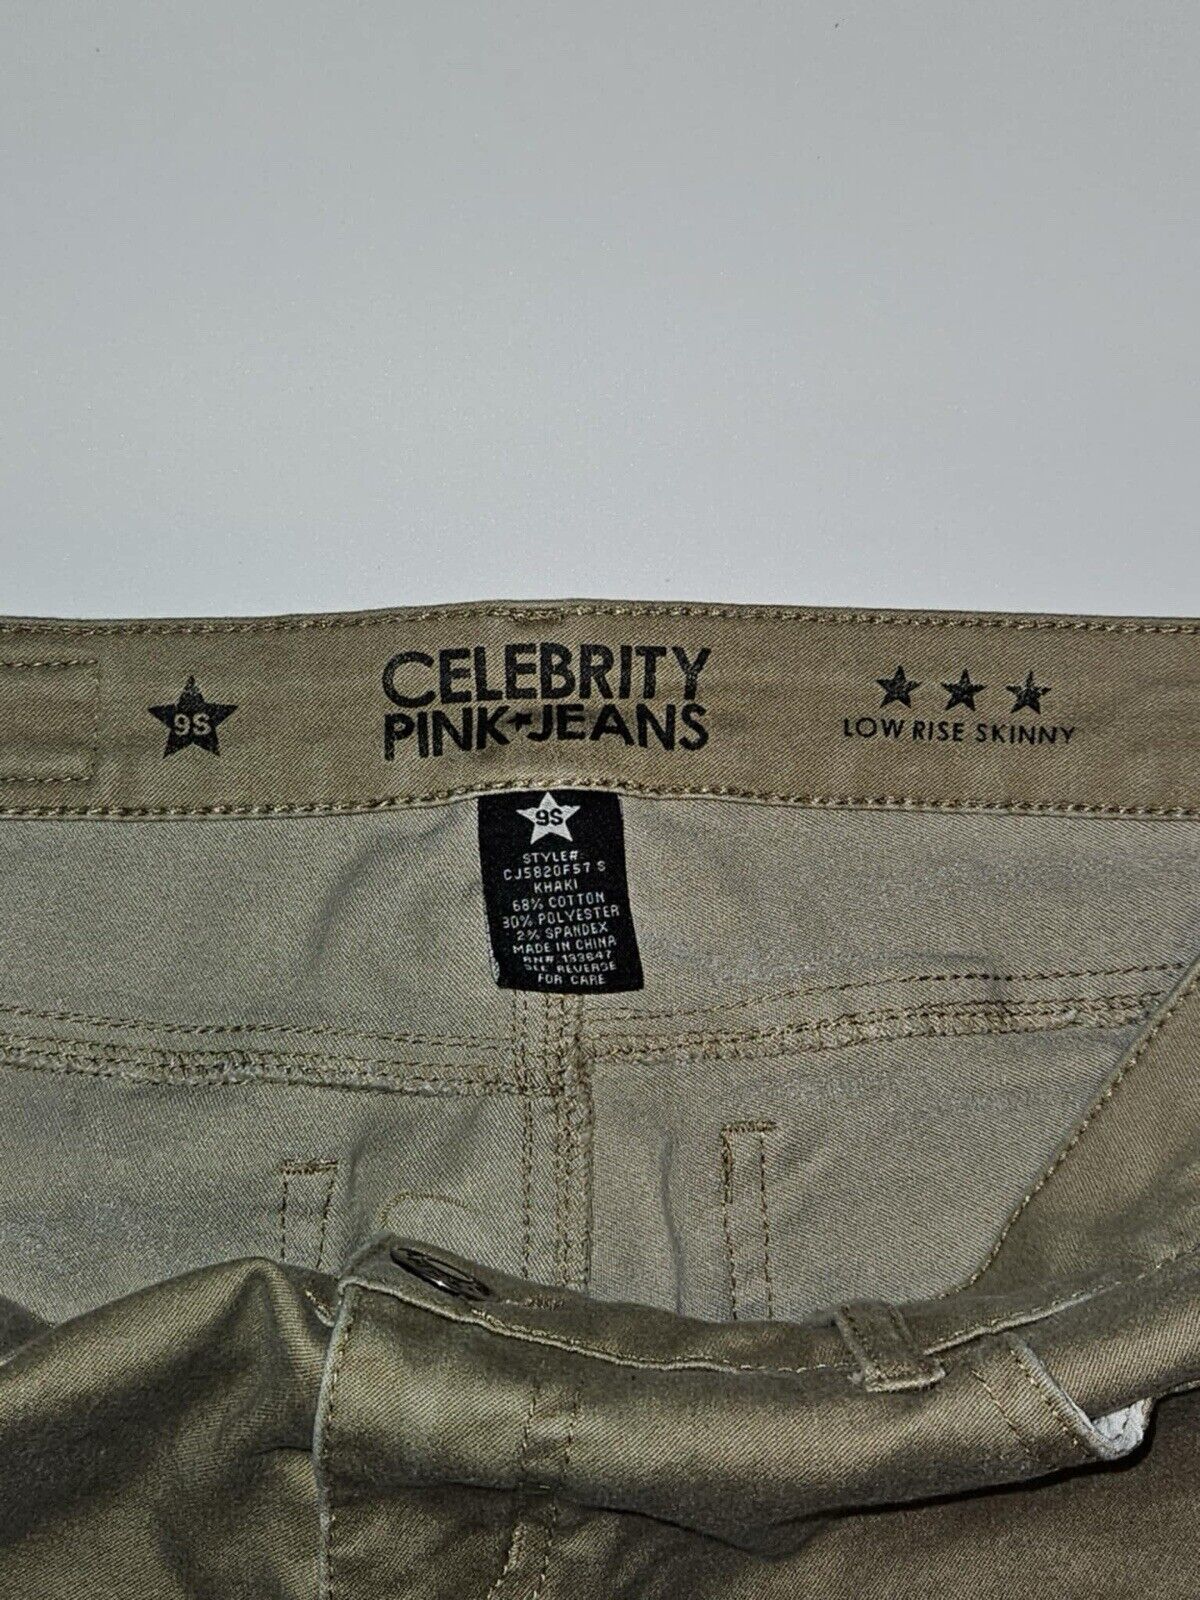 9S
CELEBRITY
PINK★JEANS
LOW RISE SKINNY
9S
STYLE#
CJ5820F57 S
KHAKI
68% COTTON
30% POLYESTER
2% SPANDEX
MADE IN CHINA
RN# 133647
SEE REVERSE
FOR CARE